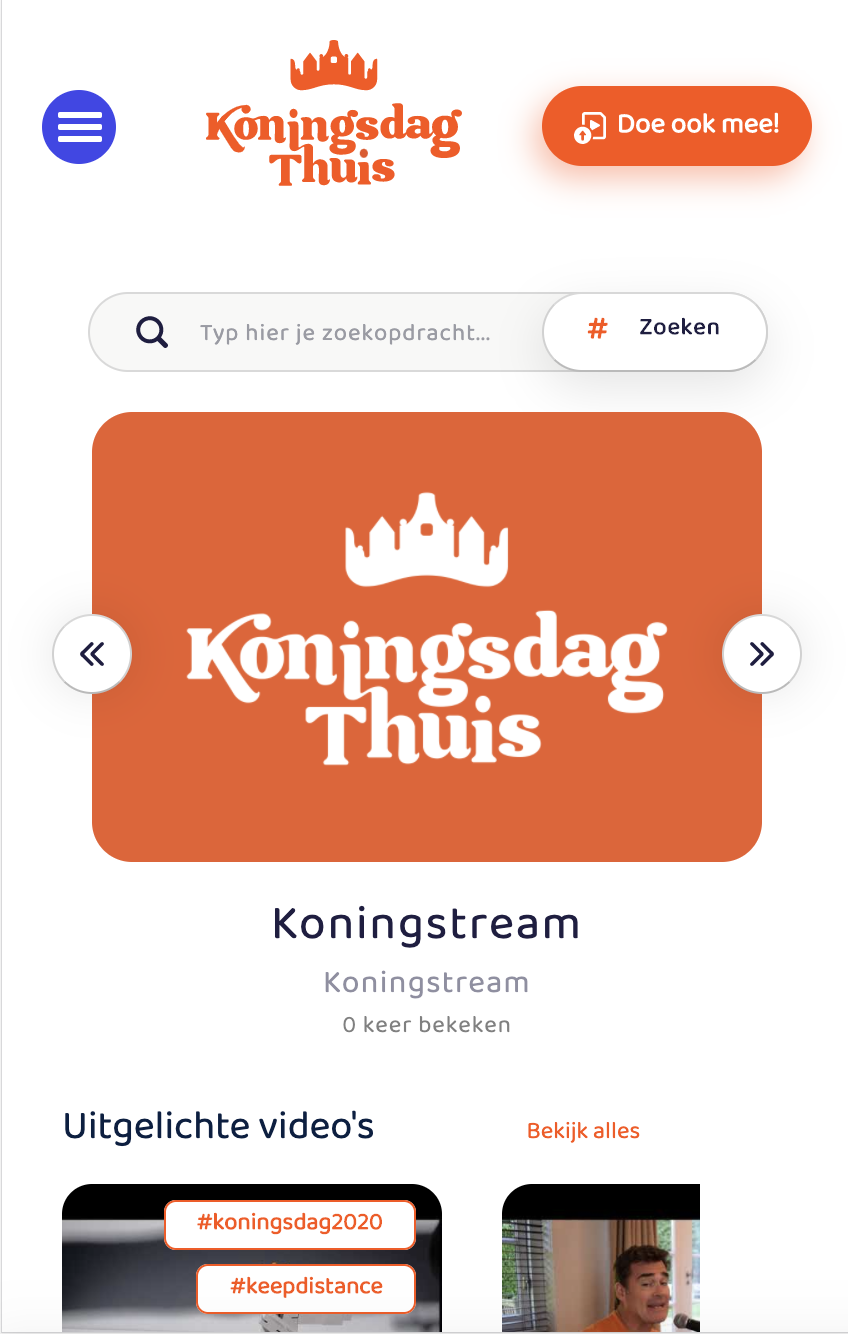 Koningsdag
Thuis
Doe ook mee!
Typ hier je zoekopdracht...
# Zoeken
Koningsdag
Thuis
Koningstream
Koningstream
0 keer bekeken
Uitgelichte video's
Bekijk alles
#koningsdag2020
#keepdistance